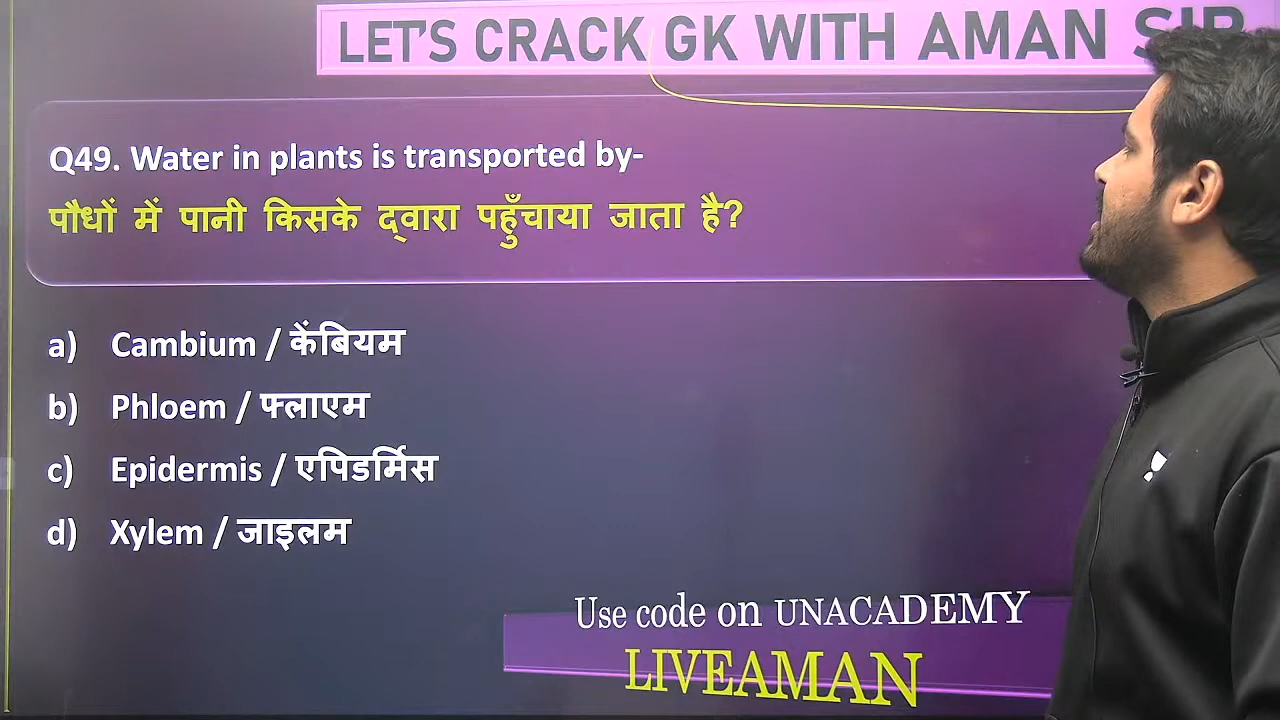 LET'S CRACK GK WITH AMAN SIR
Q49. Water in plants is transported by-
पौधों में पानी किसके द्वारा पहुँचाया जाता है?
a) Cambium / केंबियम
b) Phloem / फ्लाएम
c) Epidermis / एपिडर्मिस
d) Xylem / जाइलम
Use code on UNACADEMY
LIVEAMAN